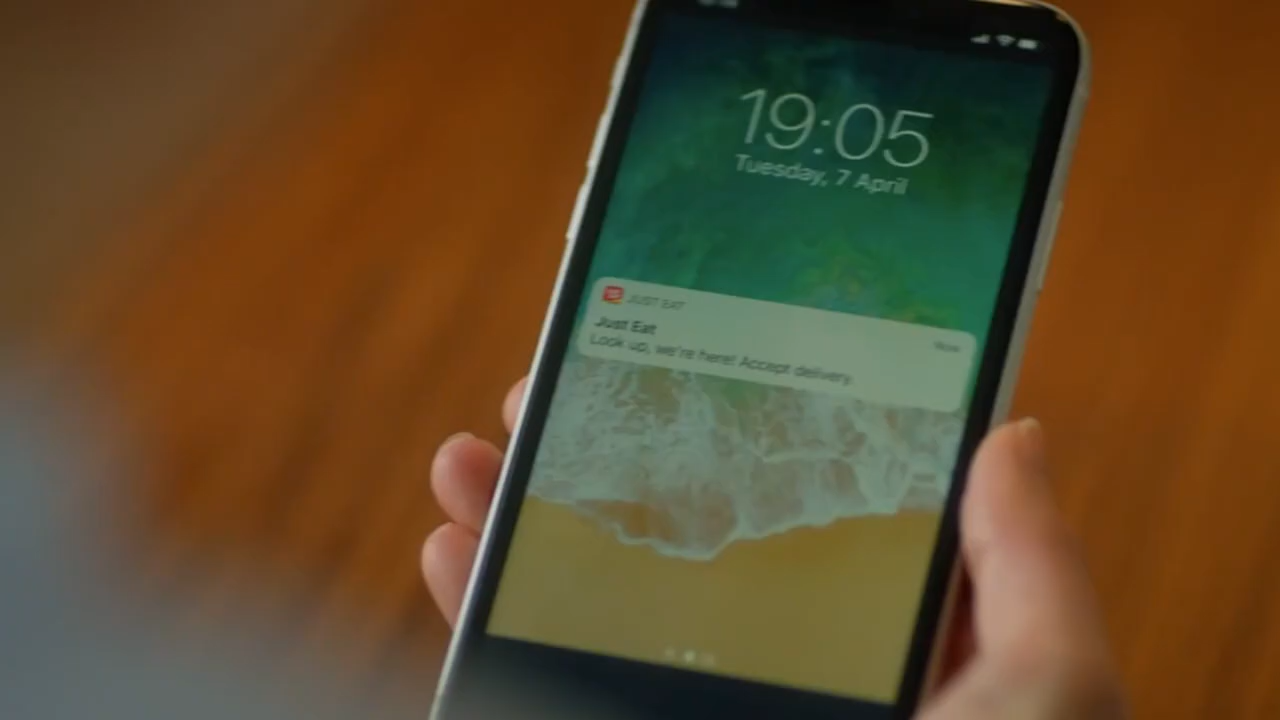 19:05
Tuesday, 7 April
JUST EAT
Now
Just Eat
Look up, we're here! Accept delivery.